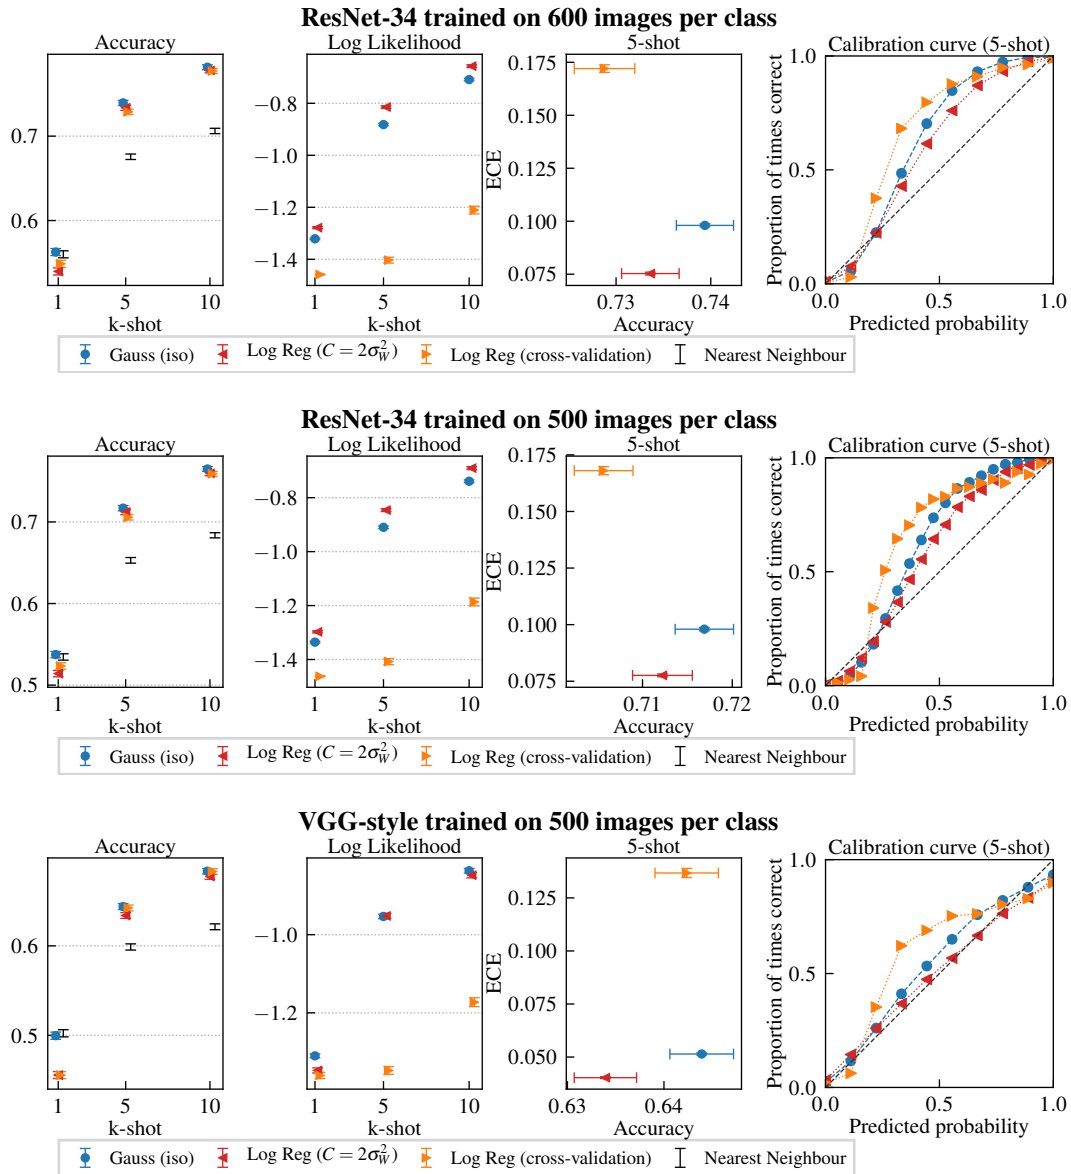 ResNet-34 trained on 600 images per class
Accuracy
Log Likelihood
5-shot
Calibration curve (5-shot)
0.7
0.6
1 5 10
k-shot
−0.8
−1.0
−1.2
−1.4
1 5 10
k-shot
ECE
0.175
0.150
0.125
0.100
0.075
0.73 0.74
Accuracy
Proportion of times correct
1.0
0.5
0.0
0.0 0.5 1.0
Predicted probability
Gauss (iso) Log Reg (C = 2σ_W^2) Log Reg (cross-validation) Nearest Neighbour
ResNet-34 trained on 500 images per class
Accuracy
Log Likelihood
5-shot
Calibration curve (5-shot)
0.7
0.6
0.5
1 5 10
k-shot
−0.8
−1.0
−1.2
−1.4
1 5 10
k-shot
ECE
0.175
0.150
0.125
0.100
0.075
0.71 0.72
Accuracy
Proportion of times correct
1.0
0.5
0.0
0.0 0.5 1.0
Predicted probability
Gauss (iso) Log Reg (C = 2σ_W^2) Log Reg (cross-validation) Nearest Neighbour
VGG-style trained on 500 images per class
Accuracy
Log Likelihood
5-shot
Calibration curve (5-shot)
0.6
0.5
1 5 10
k-shot
−1.0
−1.2
1 5 10
k-shot
ECE
0.125
0.100
0.075
0.050
0.63 0.64
Accuracy
Proportion of times correct
1.0
0.5
0.0
0.0 0.5 1.0
Predicted probability
Gauss (iso) Log Reg (C = 2σ_W^2) Log Reg (cross-validation) Nearest Neighbour